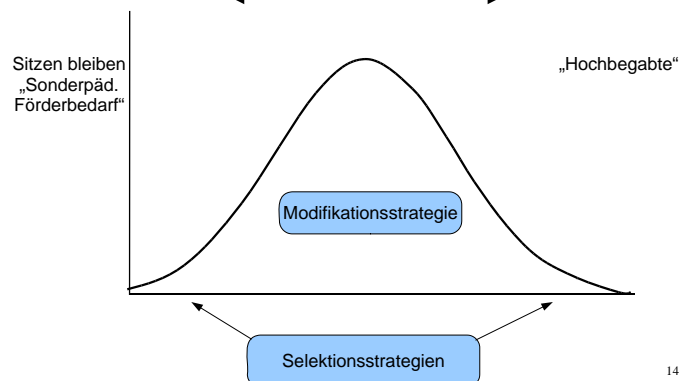 Sitzen bleiben
„Sonderpäd.
Förderbedarf“
„Hochbegabte“
Modifikationsstrategie
Selektionsstrategien
14